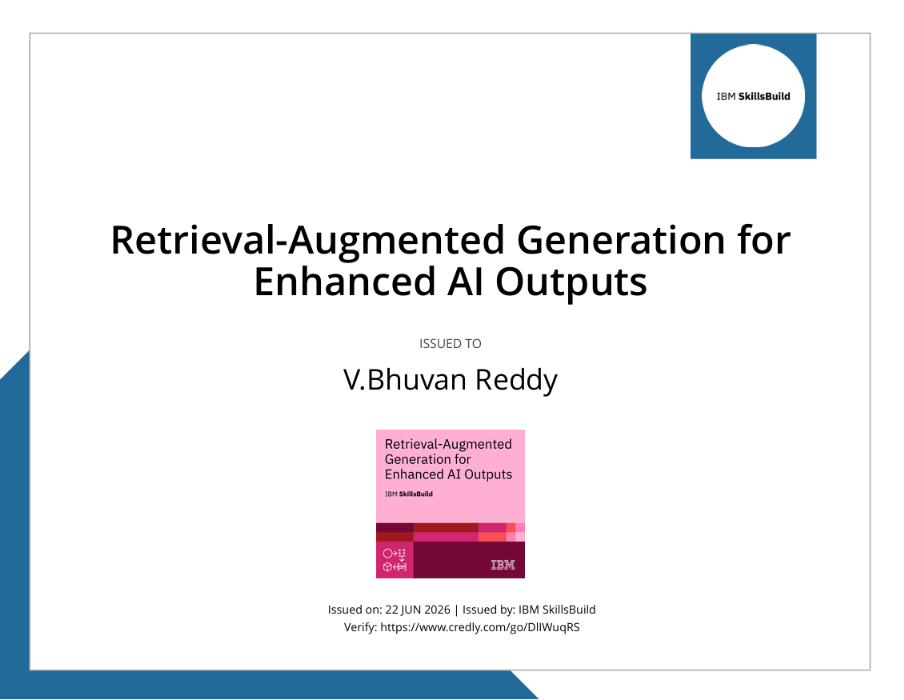 IBM SkillsBuild
Retrieval-Augmented Generation for
Enhanced AI Outputs
ISSUED TO
V.Bhuvan Reddy
Retrieval-Augmented
Generation for
Enhanced AI Outputs
IBM SkillsBuild
IBM
Issued on: 22 JUN 2026 | Issued by: IBM SkillsBuild
Verify: https://www.credly.com/go/DlIWuqRS